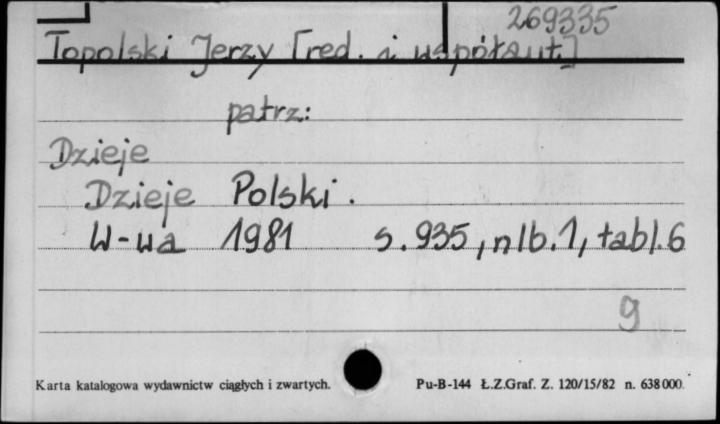 269335
Topolski Jerzy [red. i współaut.]
patrz:
Dzieje
Dzieje Polski.
W-wa 1981 s. 935, nlb. 1, tabl. 6
9
Karta katalogowa wydawnictw ciągłych i zwartych. Pu-B-144 Ł.Z.Graf. Z. 120/15/82 n. 638000.